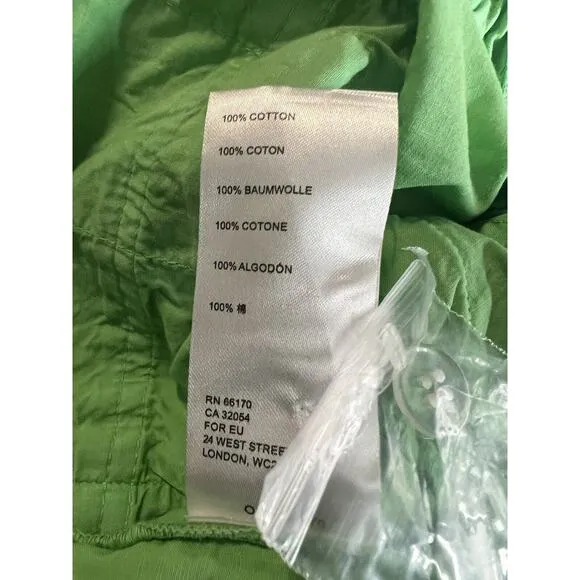 100% COTTON
100% COTON
100% BAUMWOLLE
100% COTONE
100% ALGODÓN
100% 棉
RN 66170
CA 32054
FOR EU
24 WEST STREE
LONDON, WC2